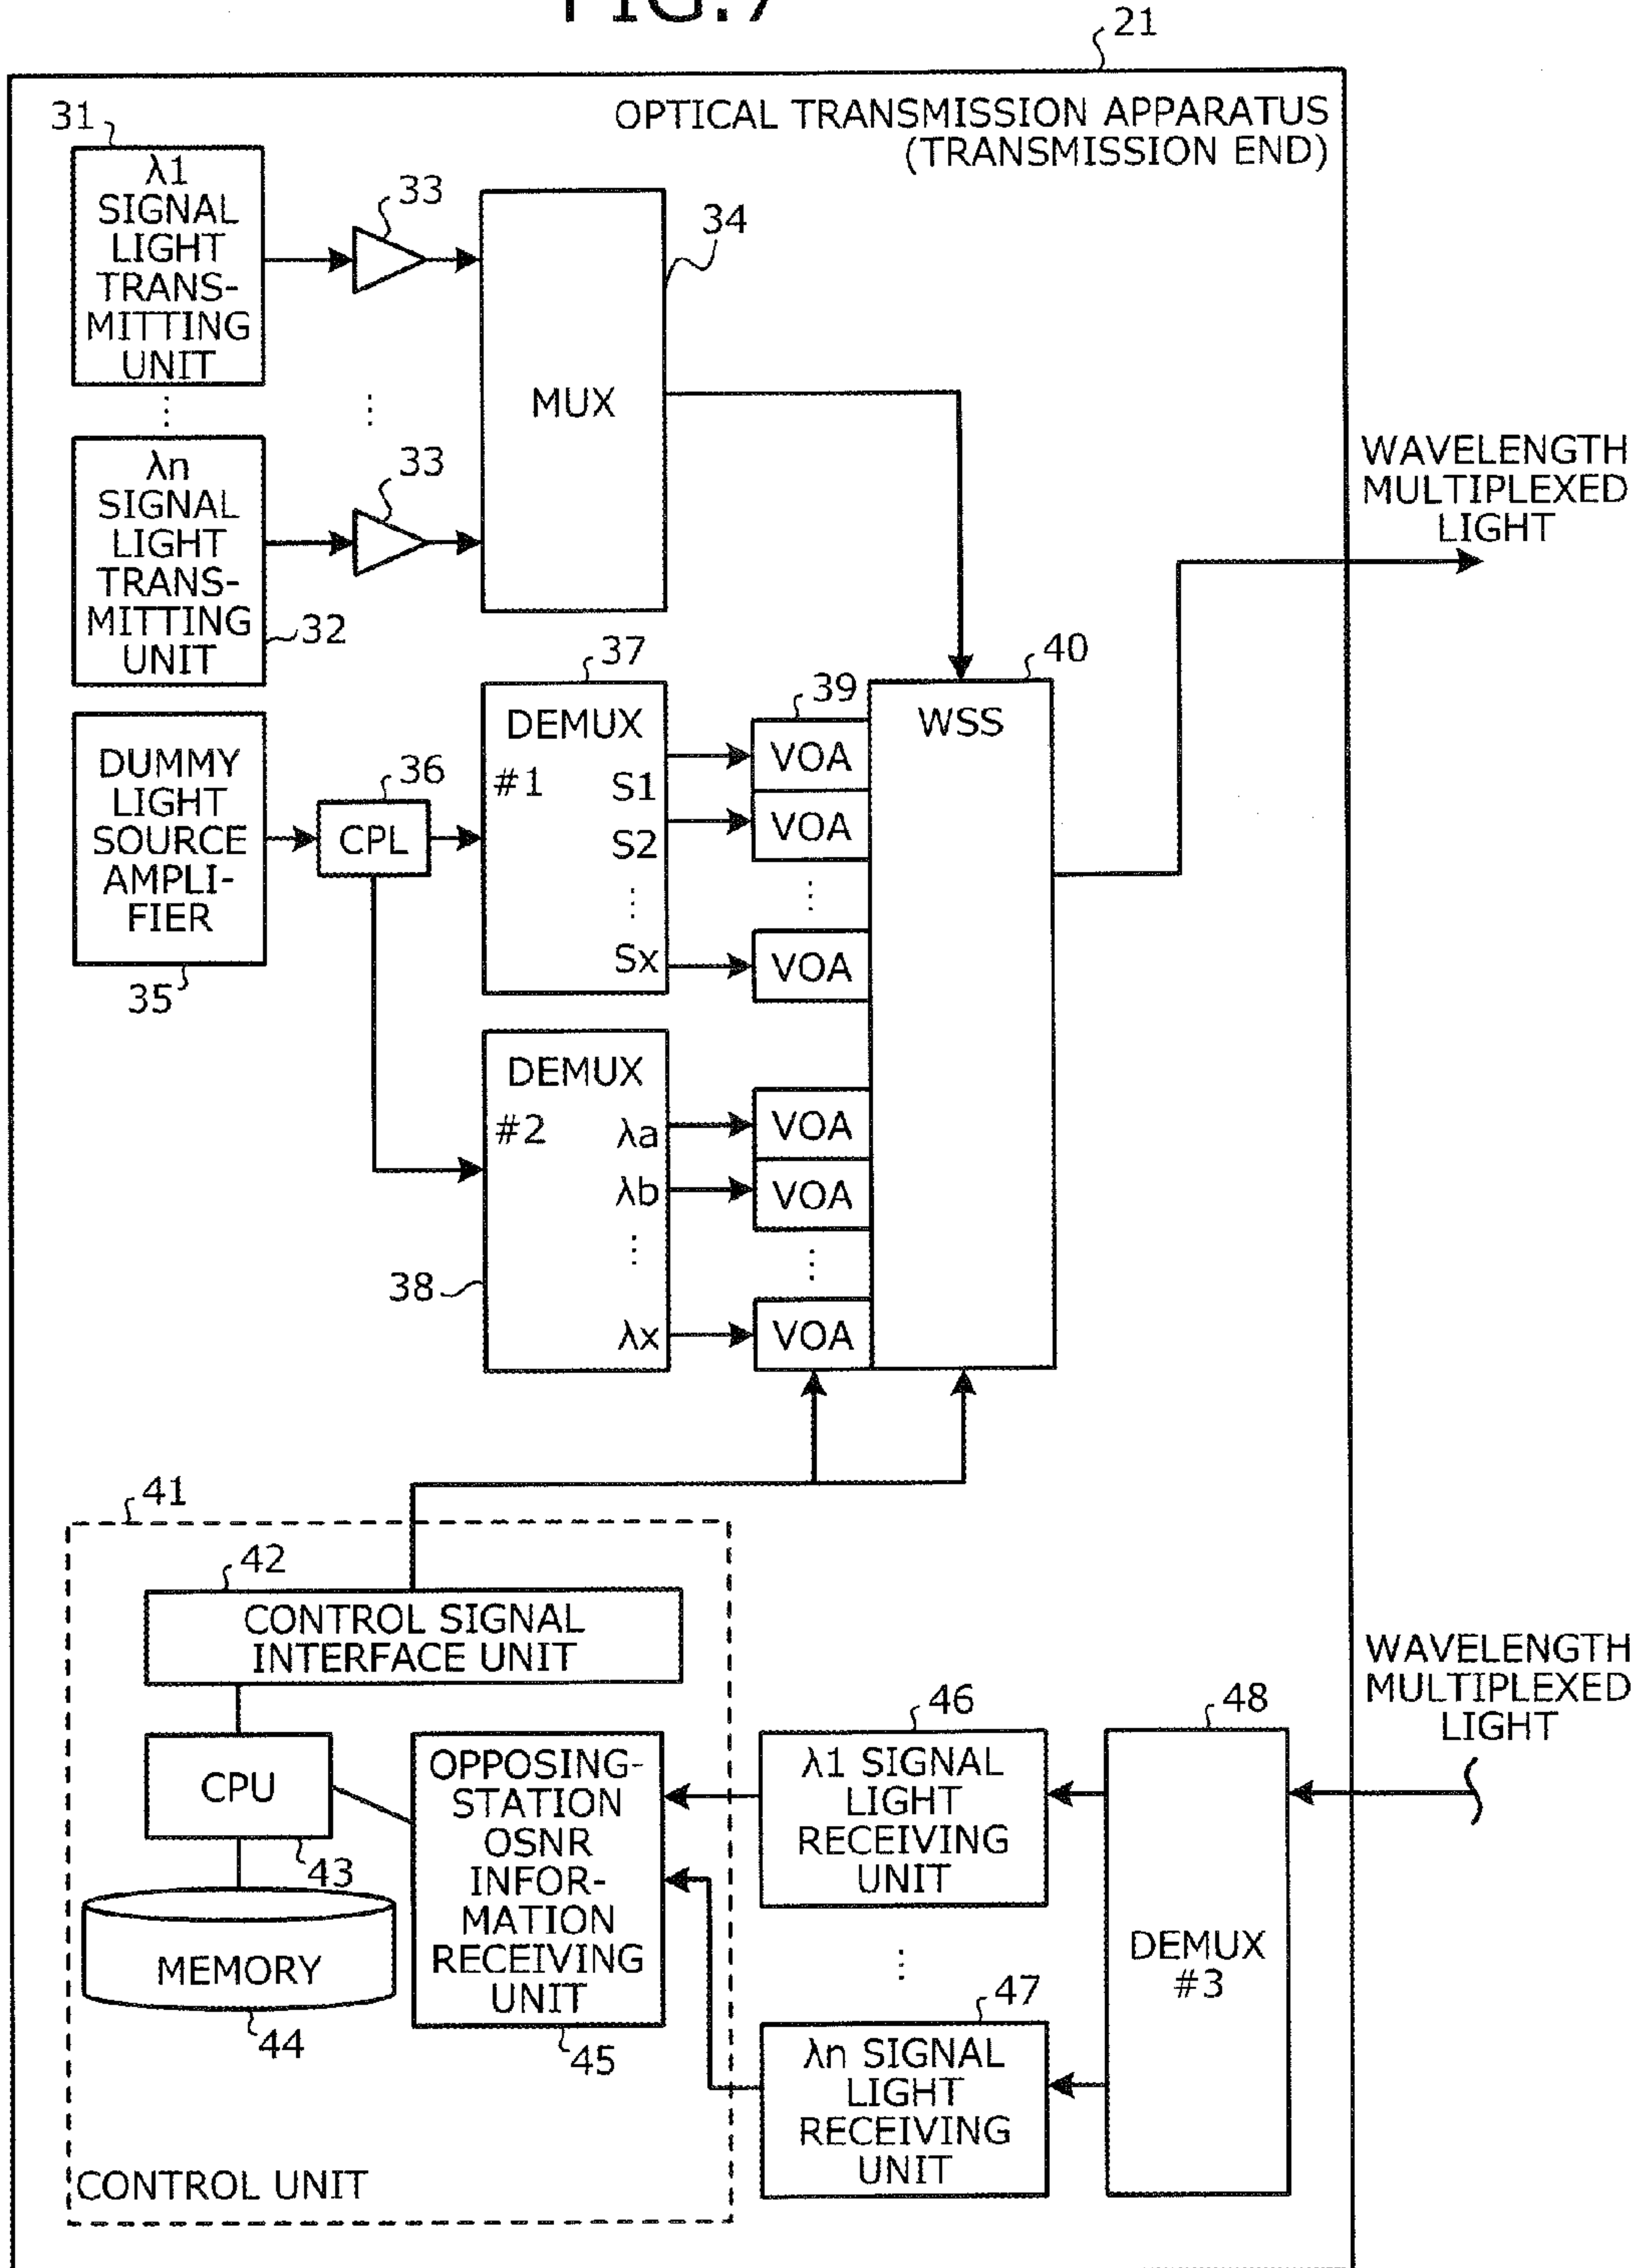 FIG.7
21
OPTICAL TRANSMISSION APPARATUS
(TRANSMISSION END)
31
λ1
SIGNAL
LIGHT
TRANS-
MITTING
UNIT
33
34
MUX
λn
SIGNAL
LIGHT
TRANS-
MITTING
UNIT
32
33
WAVELENGTH
MULTIPLEXED
LIGHT
DUMMY
LIGHT
SOURCE
AMPLI-
FIER
35
36
CPL
37
DEMUX
#1
S1
S2
Sx
39
VOA
VOA
VOA
40
WSS
DEMUX
#2
λa
λb
λx
38
VOA
VOA
VOA
41
42
CONTROL SIGNAL
INTERFACE UNIT
CPU
43
MEMORY
44
OPPOSING-
STATION
OSNR
INFOR-
MATION
RECEIVING
UNIT
45
CONTROL UNIT
46
λ1 SIGNAL
LIGHT
RECEIVING
UNIT
47
λn SIGNAL
LIGHT
RECEIVING
UNIT
48
DEMUX
#3
WAVELENGTH
MULTIPLEXED
LIGHT